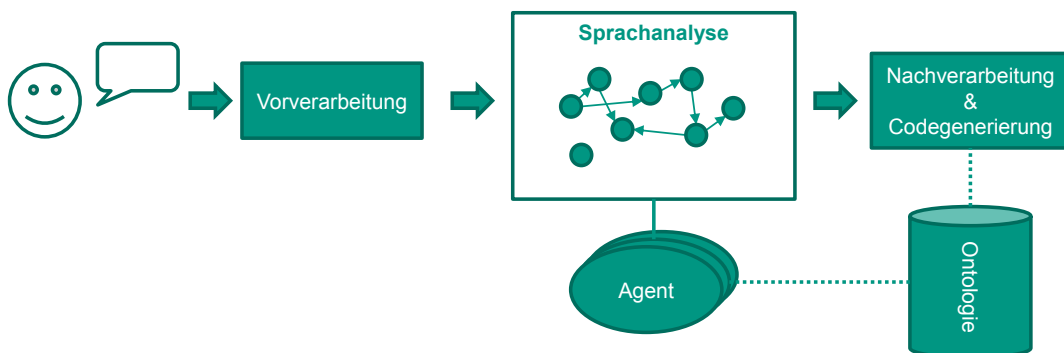 Sprachanalyse
Vorverarbeitung
Nachverarbeitung
&
Codegenerierung
Agent
Ontologie